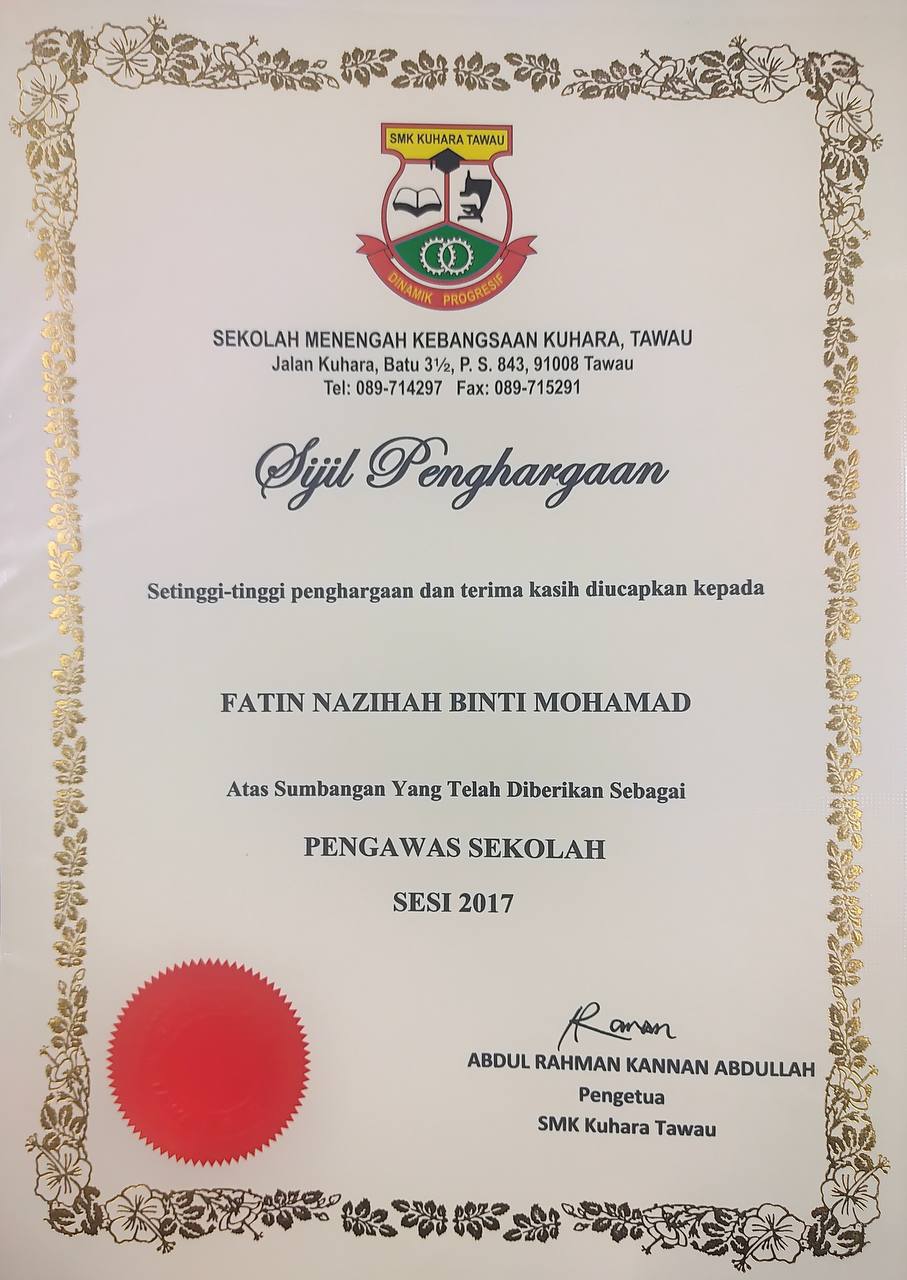 SMK KUHARA TAWAU
DINAMIK PROGRESIF
SEKOLAH MENENGAH KEBANGSAAN KUHARA, TAWAU
Jalan Kuhara, Batu 3½, P. S. 843, 91008 Tawau
Tel: 089-714297 Fax: 089-715291
Sijil Penghargaan
Setinggi-tinggi penghargaan dan terima kasih diucapkan kepada
FATIN NAZIHAH BINTI MOHAMAD
Atas Sumbangan Yang Telah Diberikan Sebagai
PENGAWAS SEKOLAH
SESI 2017
ABDUL RAHMAN KANNAN ABDULLAH
Pengetua
SMK Kuhara Tawau